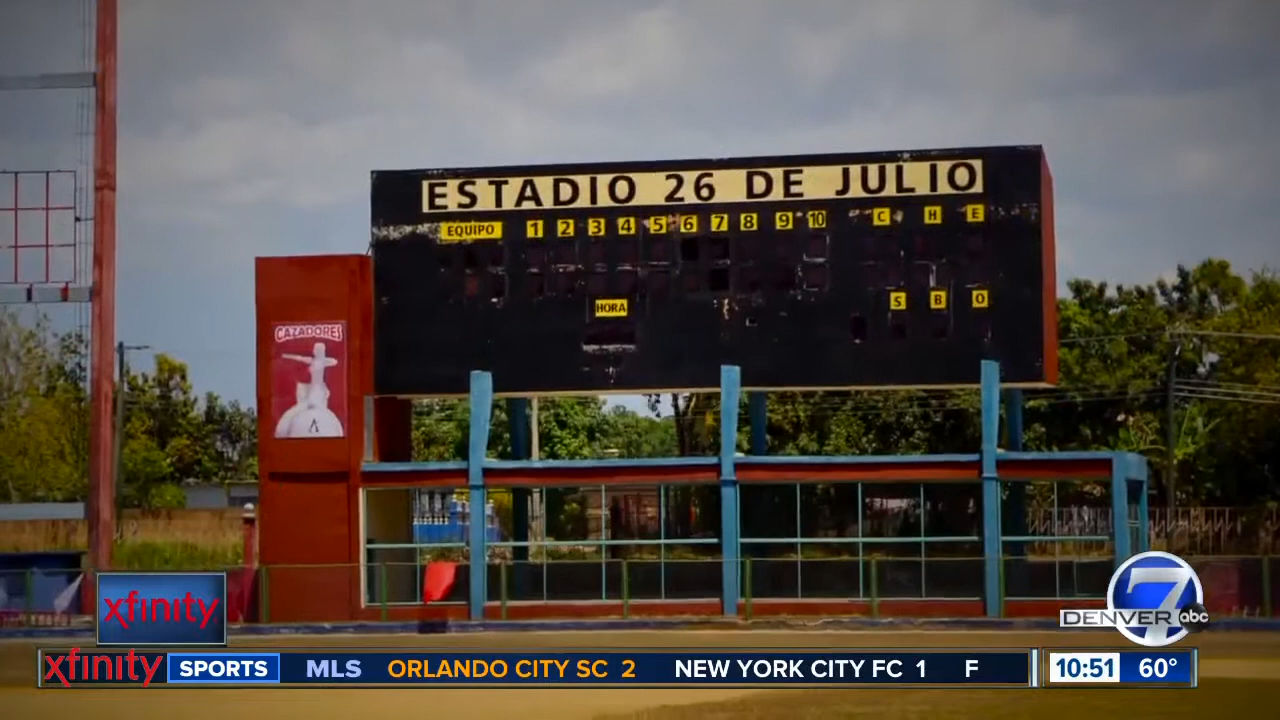 ESTADIO 26 DE JULIO
EQUIPO 1 2 3 4 5 6 7 8 9 10 C H E
HORA S B O
CAZADORES
xfinity
DENVER 7 abc
xfinity SPORTS MLS ORLANDO CITY SC 2 NEW YORK CITY FC 1 F 10:51 60°